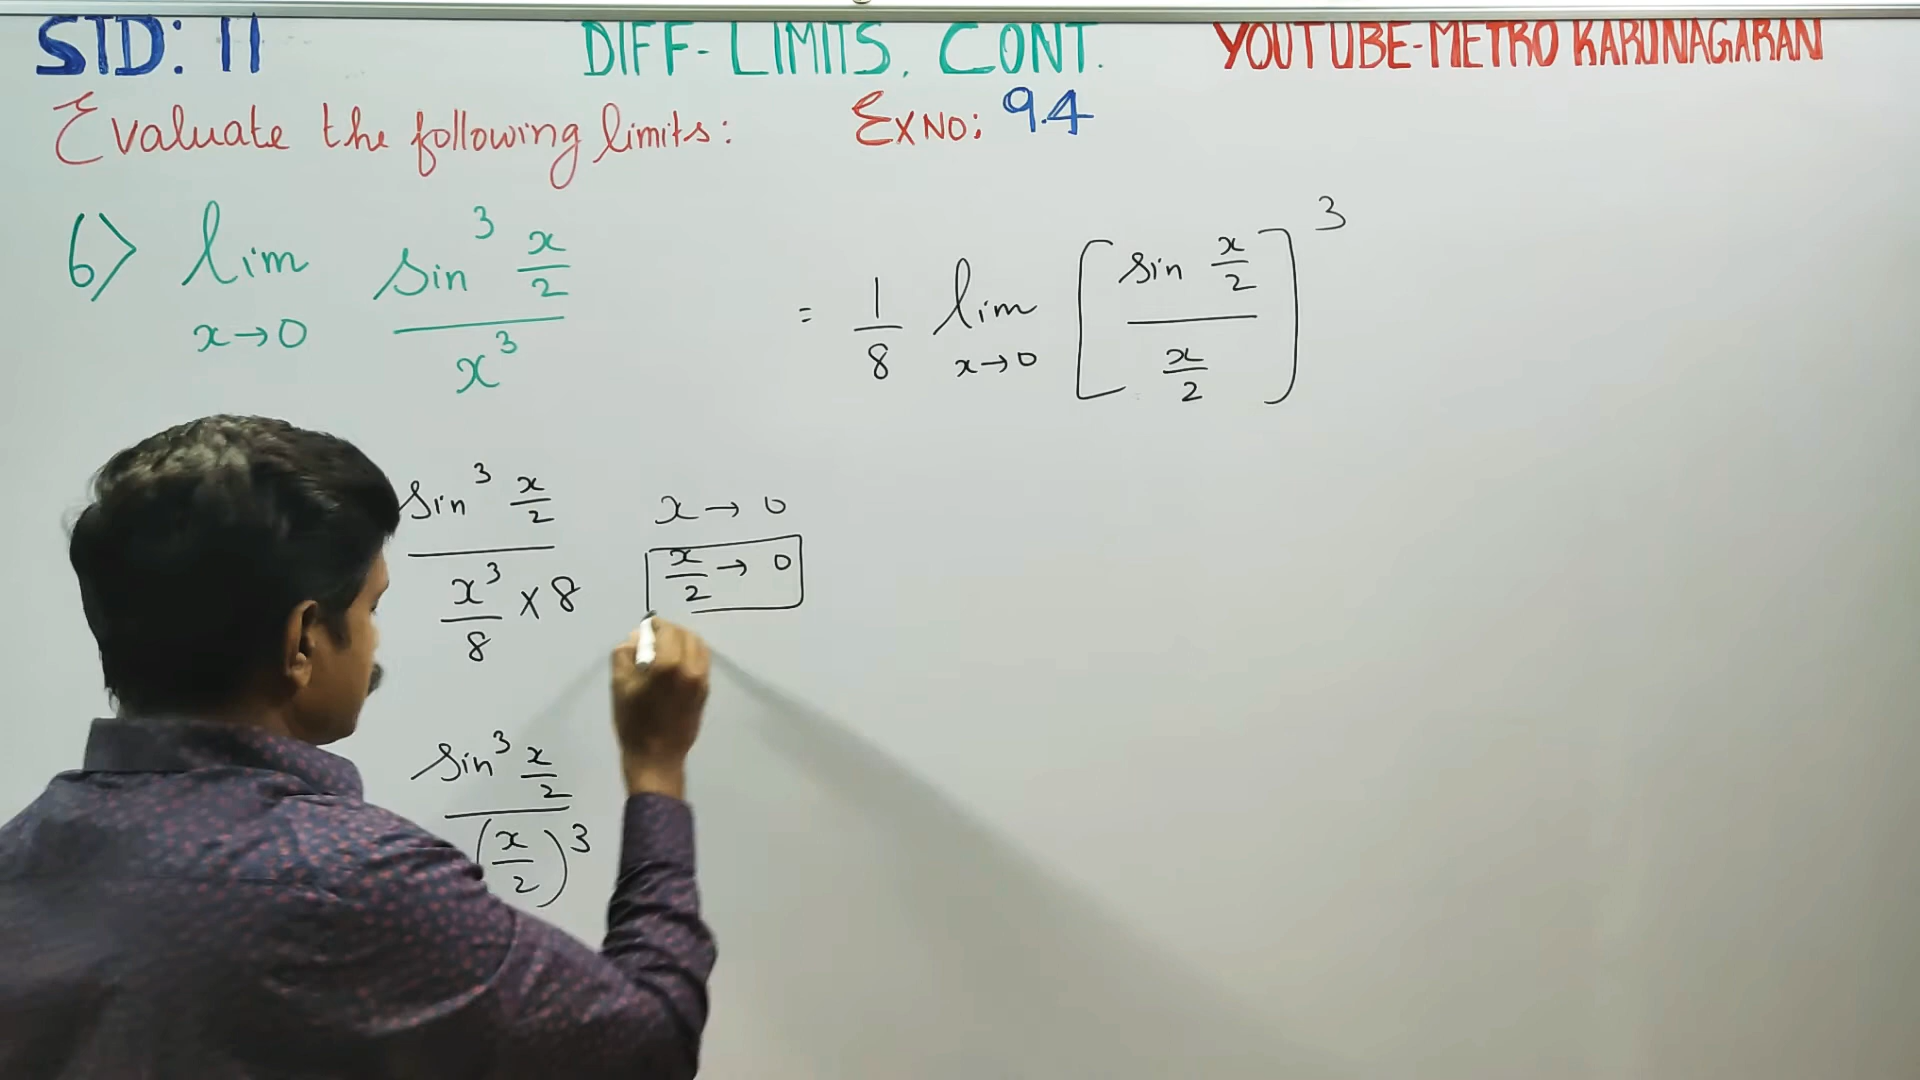 STD: 11 DIFF-LIMITS, CONT. YOUTUBE-METRO KARUNAGARAN
Evaluate the following limits: EX NO: 9.4
6) lim x→0 sin³ x/2 / x³
sin³ x/2 / x³/8 × 8
x → 0
x/2 → 0
sin³ x/2 / (x/2)³
= 1/8 lim x→0 [sin x/2 / x/2]³